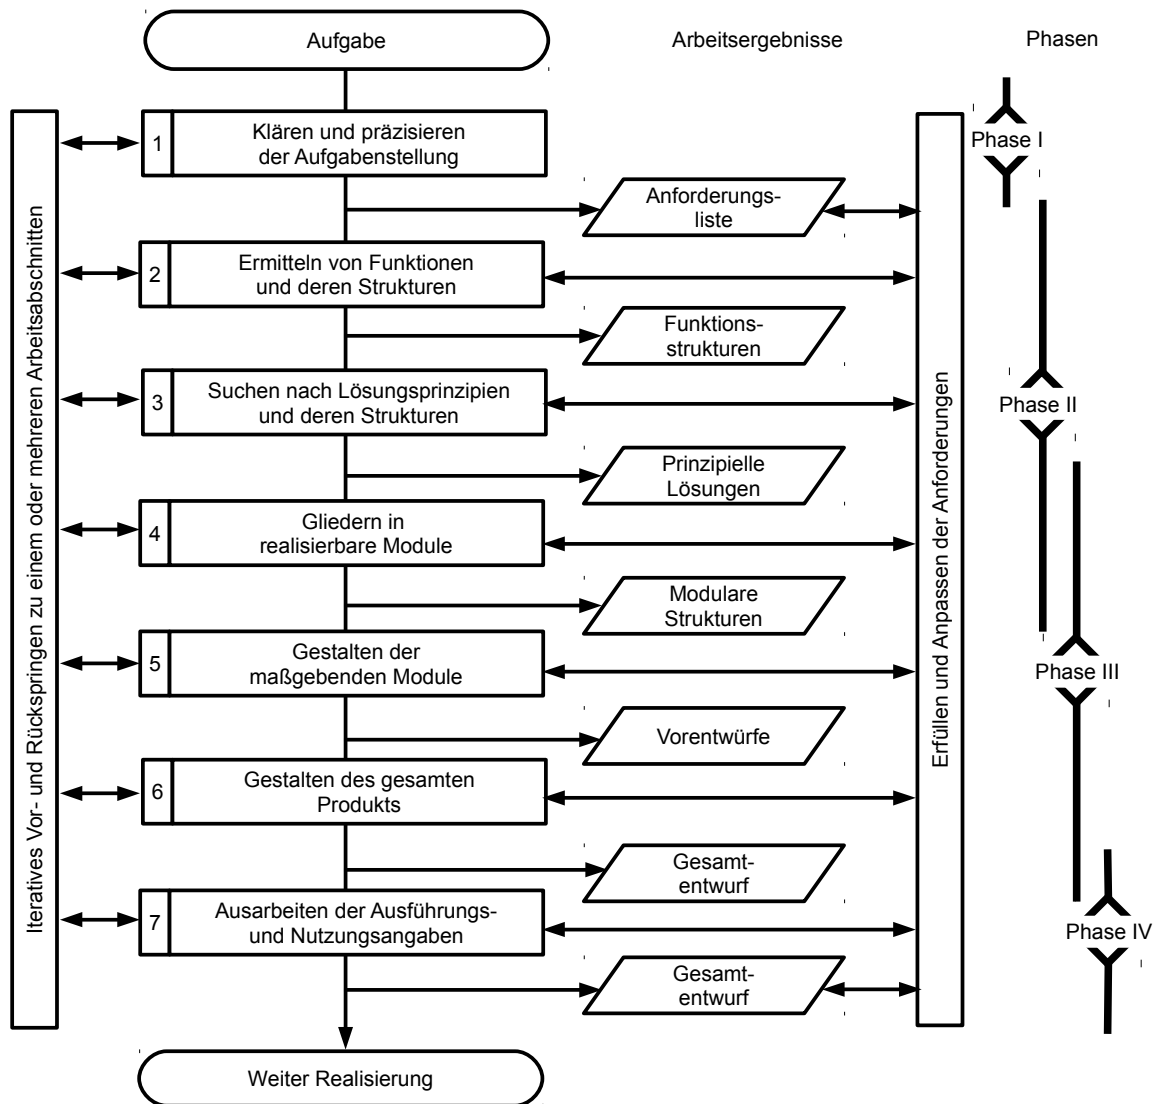 Aufgabe
Arbeitsergebnisse
Phasen
Iteratives Vor- und Rückspringen zu einem oder mehreren Arbeitsabschnitten
1
Klären und präzisieren
der Aufgabenstellung
Phase I
Anforderungs-
liste
2
Ermitteln von Funktionen
und deren Strukturen
Funktions-
strukturen
3
Suchen nach Lösungsprinzipien
und deren Strukturen
Phase II
Prinzipielle
Lösungen
Erfüllen und Anpassen der Anforderungen
4
Gliedern in
realisierbare Module
Modulare
Strukturen
5
Gestalten der
maßgebenden Module
Phase III
Vorentwürfe
6
Gestalten des gesamten
Produkts
Gesamt-
entwurf
7
Ausarbeiten der Ausführungs-
und Nutzungsangaben
Phase IV
Gesamt-
entwurf
Weiter Realisierung